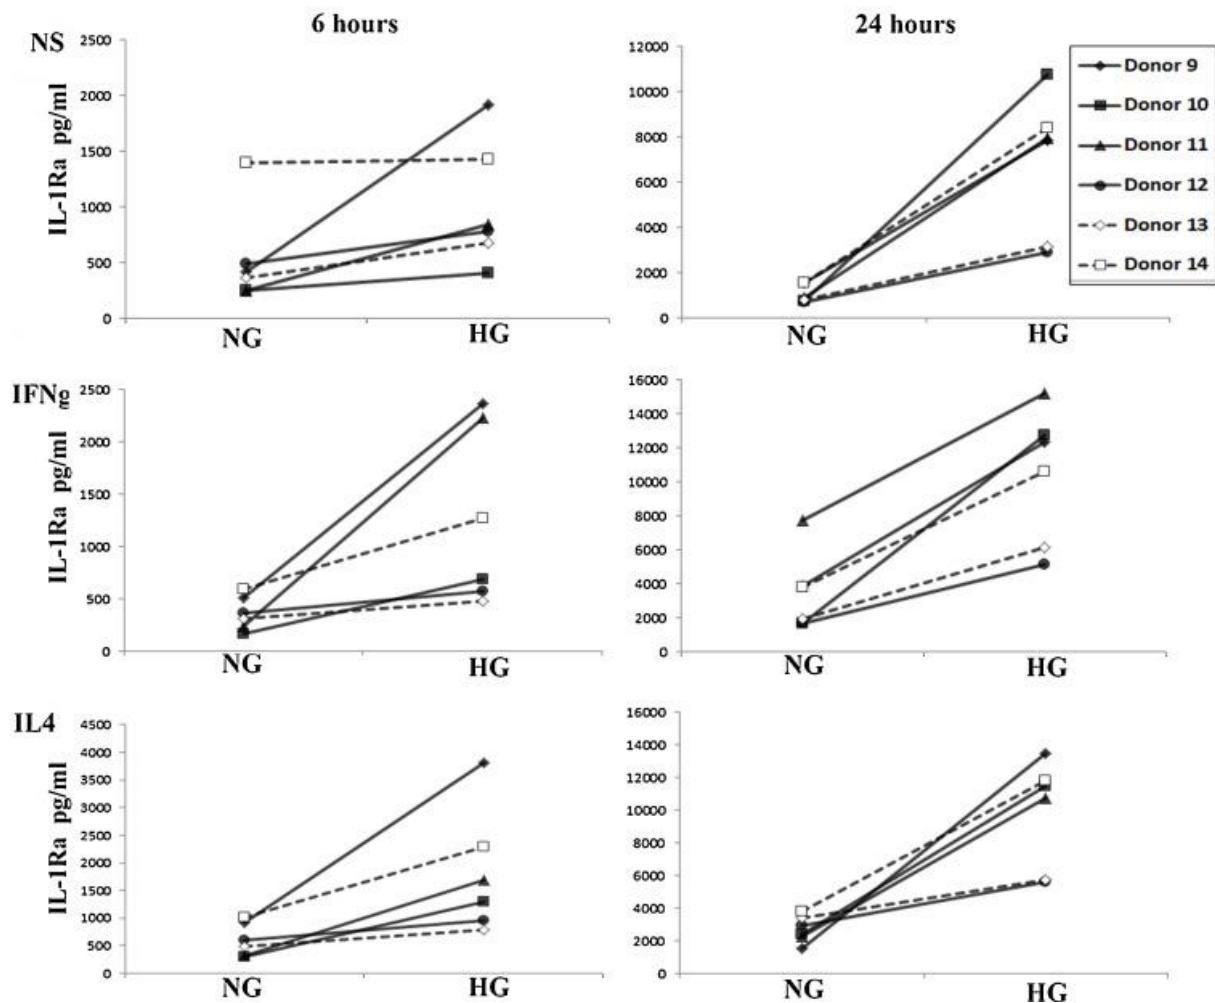 6 hours
24 hours
NS
IL-1Ra pg/ml
2500
2000
1500
1000
500
0
NG
HG
12000
10000
8000
6000
4000
2000
0
NG
HG
Donor 9
Donor 10
Donor 11
Donor 12
Donor 13
Donor 14
IFNg
IL-1Ra pg/ml
2500
2000
1500
1000
500
0
NG
HG
16000
14000
12000
10000
8000
6000
4000
2000
0
NG
HG
IL4
IL-1Ra pg/ml
4500
4000
3500
3000
2500
2000
1500
1000
500
0
NG
HG
16000
14000
12000
10000
8000
6000
4000
2000
0
NG
HG